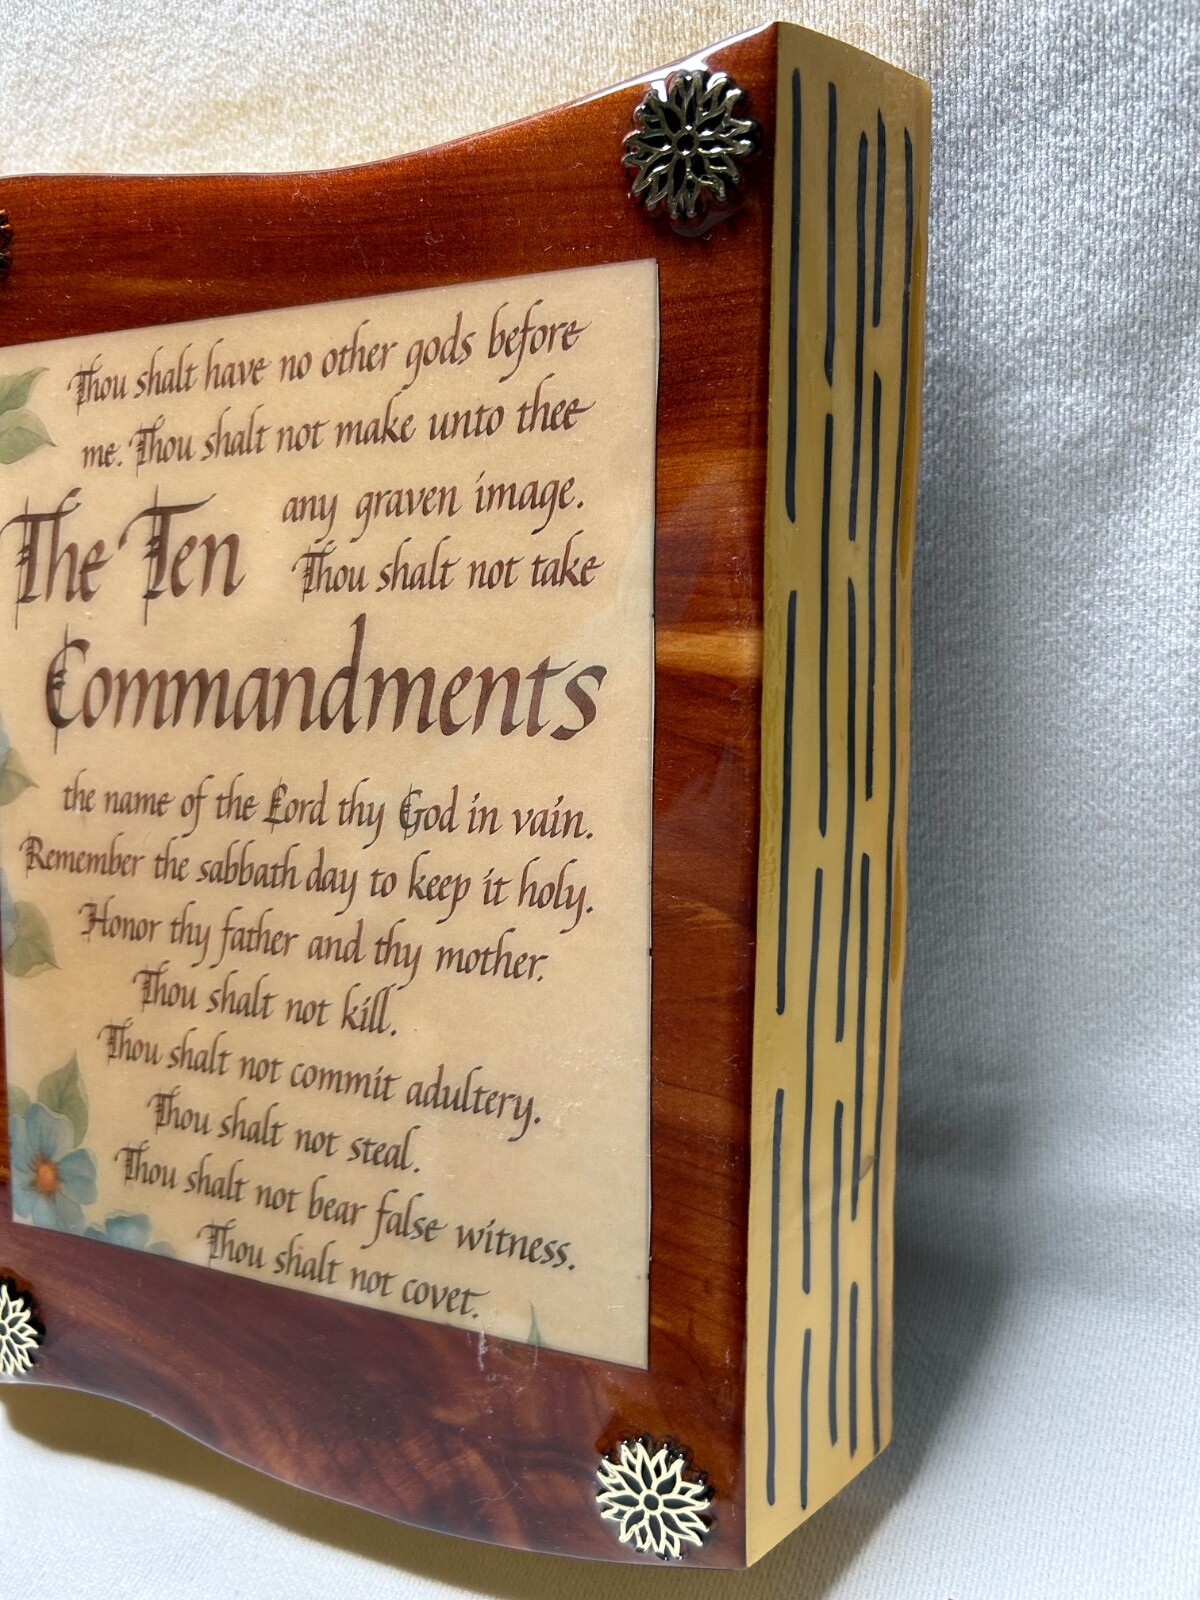 Thou shalt have no other gods before
me. Thou shalt not make unto thee
any graven image.
The Ten
Thou shalt not take
Commandments
the name of the Lord thy God in vain.
Remember the sabbath day to keep it holy.
Honor thy father and thy mother.
Thou shalt not kill.
Thou shalt not commit adultery.
Thou shalt not steal.
Thou shalt not bear false witness.
Thou shalt not covet.